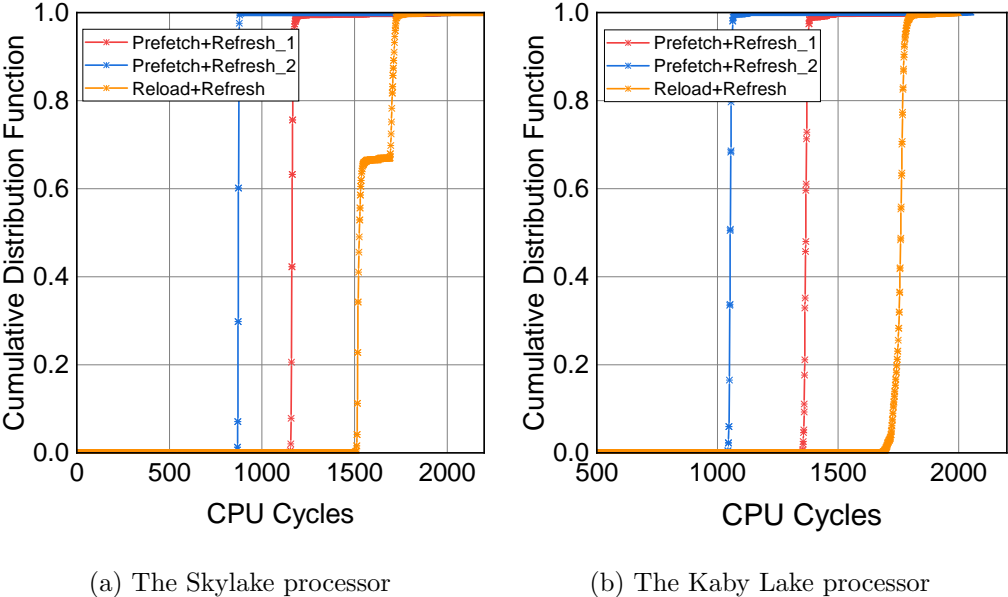 Cumulative Distribution Function
1.0
0.8
0.6
0.4
0.2
0.0
Prefetch+Refresh_1
Prefetch+Refresh_2
Reload+Refresh
0 500 1000 1500 2000
CPU Cycles
(a) The Skylake processor
Cumulative Distribution Function
1.0
0.8
0.6
0.4
0.2
0.0
Prefetch+Refresh_1
Prefetch+Refresh_2
Reload+Refresh
500 1000 1500 2000
CPU Cycles
(b) The Kaby Lake processor